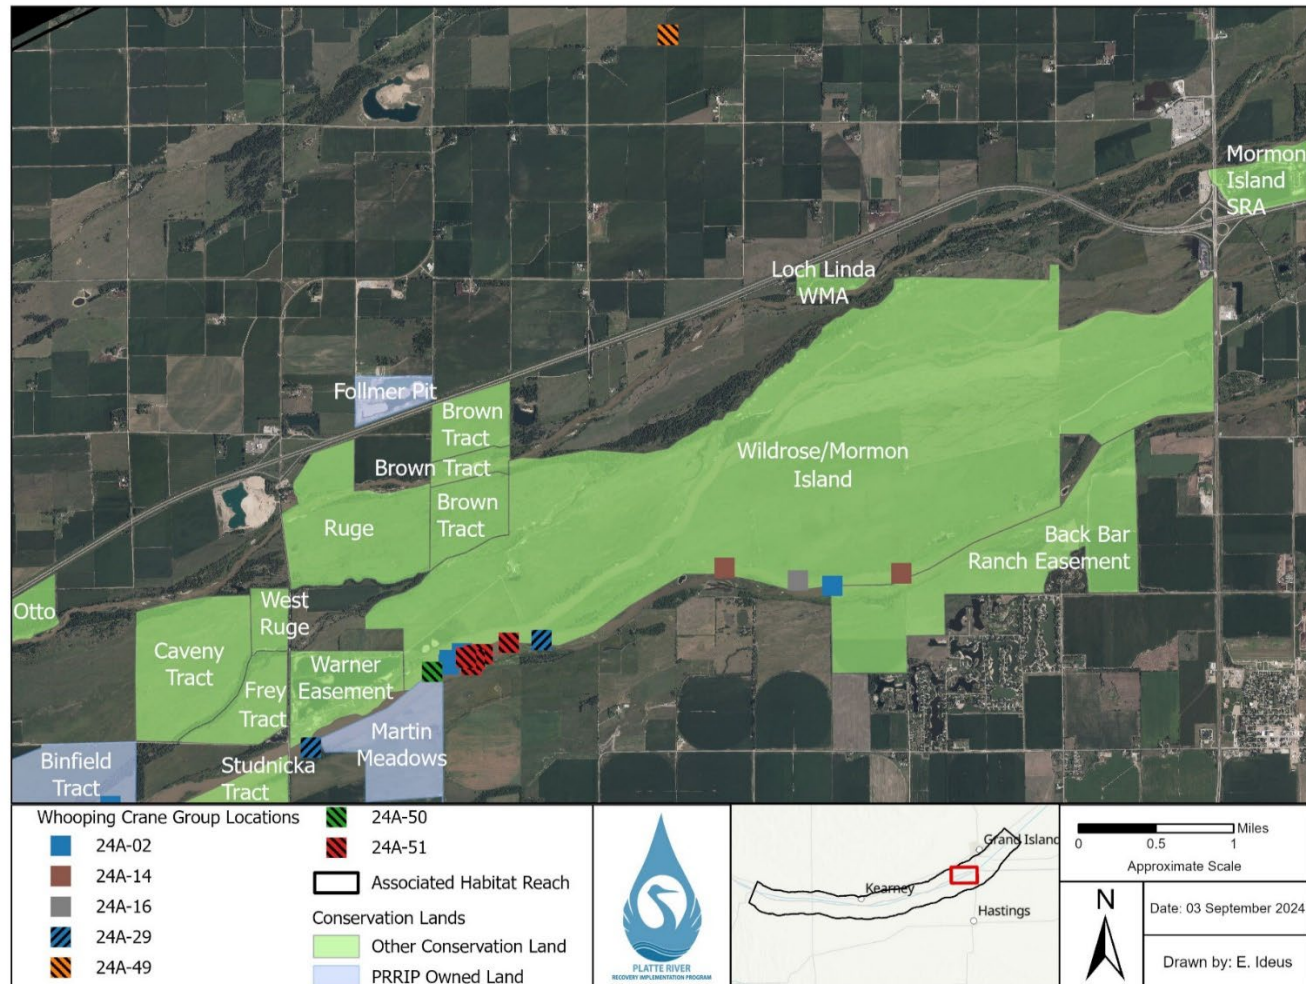 Mormon
Island
SRA
Loch Linda
WMA
Follmer Pit
Brown
Tract
Brown Tract
Brown
Tract
Wildrose/Mormon
Island
Ruge
Back Bar
Ranch Easement
Otto
West
Ruge
Caveny
Tract
Warner
Easement
Frey
Tract
Martin
Meadows
Binfield
Tract
Studnicka
Tract
Whooping Crane Group Locations
24A-02
24A-14
24A-16
24A-29
24A-49
24A-50
24A-51
Associated Habitat Reach
Conservation Lands
Other Conservation Land
PRRIP Owned Land
PLATTE RIVER
RECOVERY IMPLEMENTATION PROGRAM
Grand Island
Kearney
Hastings
Miles
0 0.5 1
Approximate Scale
N
Date: 03 September 2024
Drawn by: E. Ideus